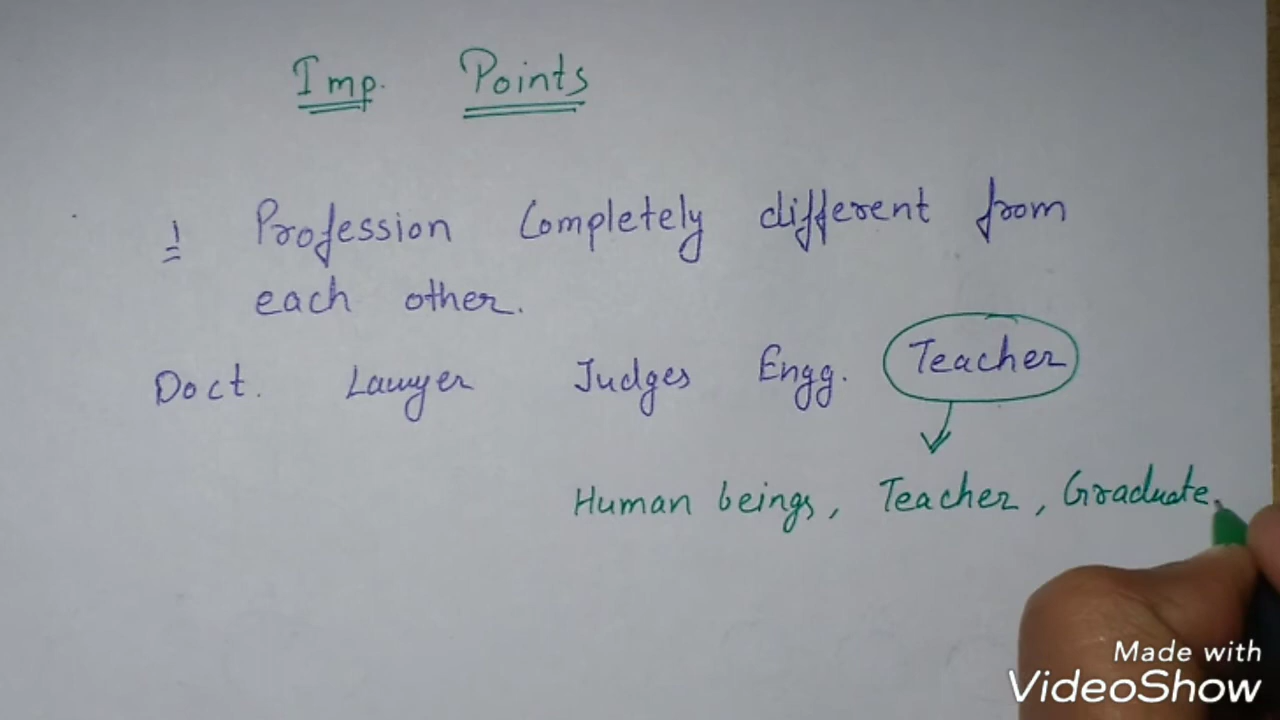 Imp. Points
1 Profession Completely different from
each other.
Doct. Lawyer Judges Engg. Teacher
Human beings, Teacher, Graduate
Made with
VideoShow